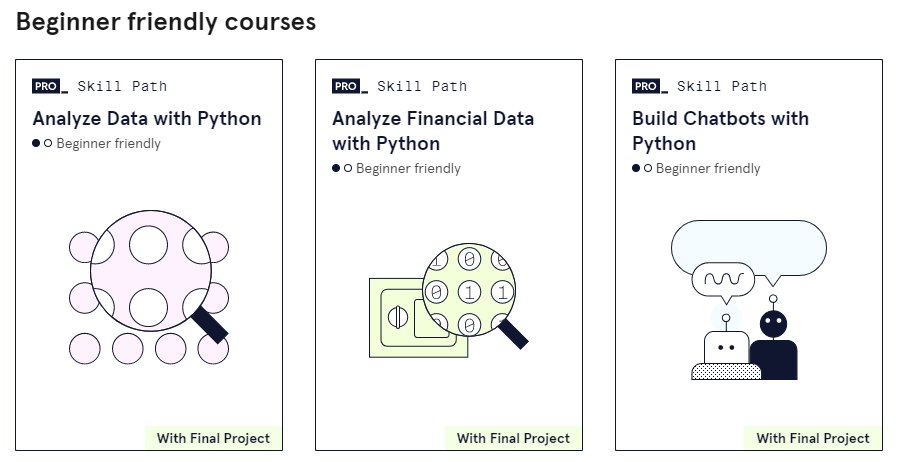 Beginner friendly courses
PRO Skill Path
Analyze Data with Python
Beginner friendly
With Final Project
PRO Skill Path
Analyze Financial Data
with Python
Beginner friendly
1 0 0
0 1 1
0 0 1
With Final Project
PRO Skill Path
Build Chatbots with
Python
Beginner friendly
With Final Project